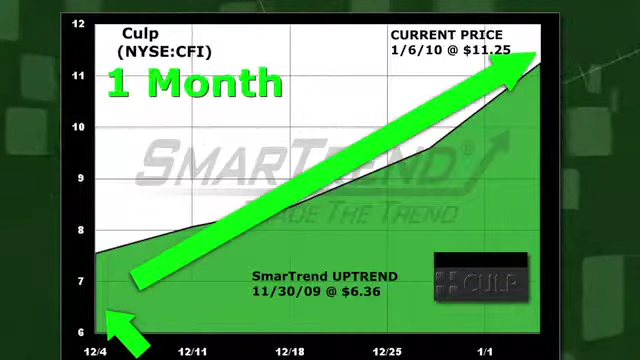 Culp
(NYSE:CFI)
1 Month
CURRENT PRICE
1/6/10 @ $11.25
12
11
10
9
8
7
6
SMARTREND®
TRADE THE TREND
SmarTrend UPTREND
11/30/09 @ $6.36
CULP
12/4
12/11
12/18
12/25
1/1